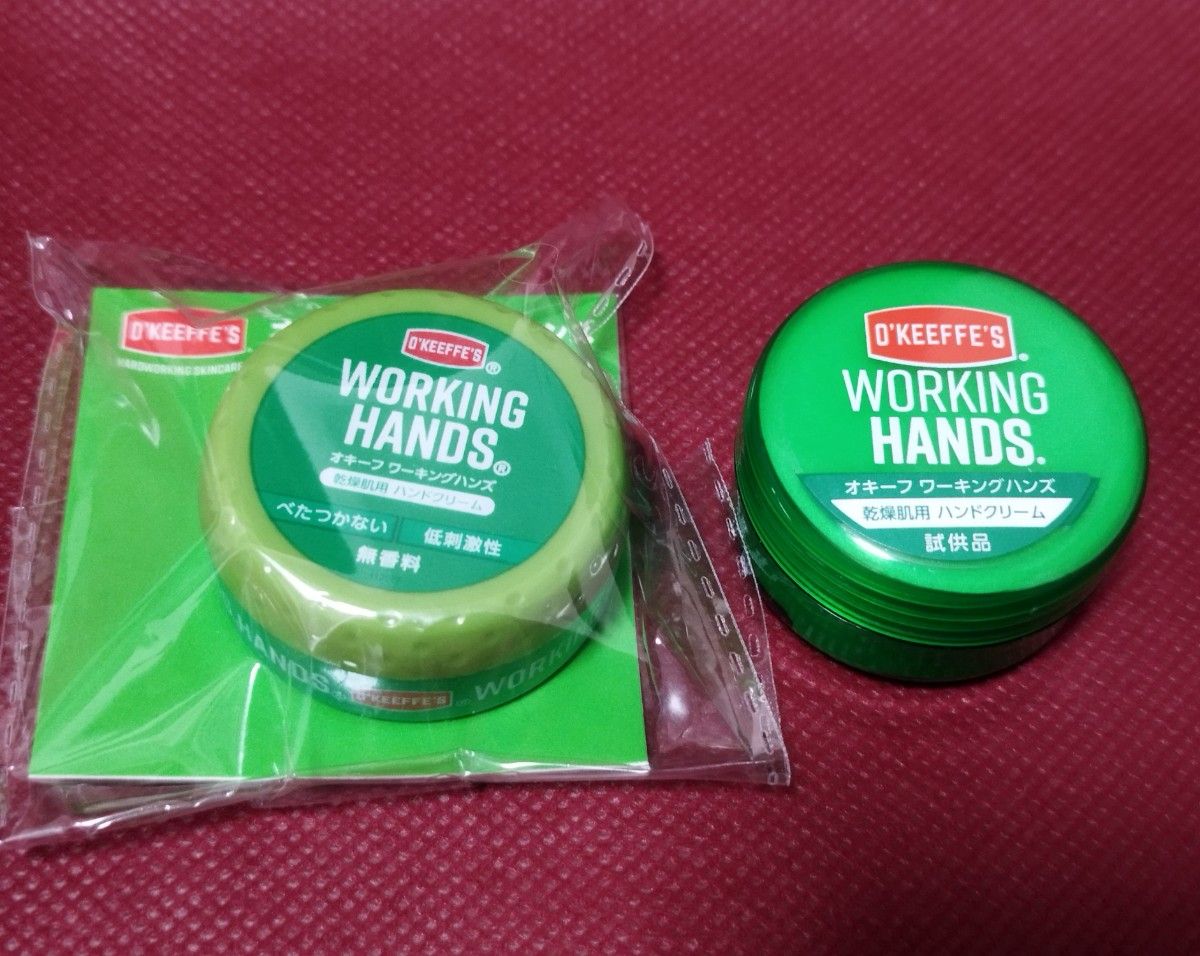 O'KEEFFE'S
HARDWORKING SKINCARE
O'KEEFFE'S®
WORKING
HANDS®
オキーフ ワーキングハンズ
乾燥肌用 ハンドクリーム
べたつかない
低刺激性
無香料
HANDS
O'KEEFFE'S
O'KEEFFE'S.
WORKING
HANDS.
オキーフ ワーキングハンズ
乾燥肌用 ハンドクリーム
試供品